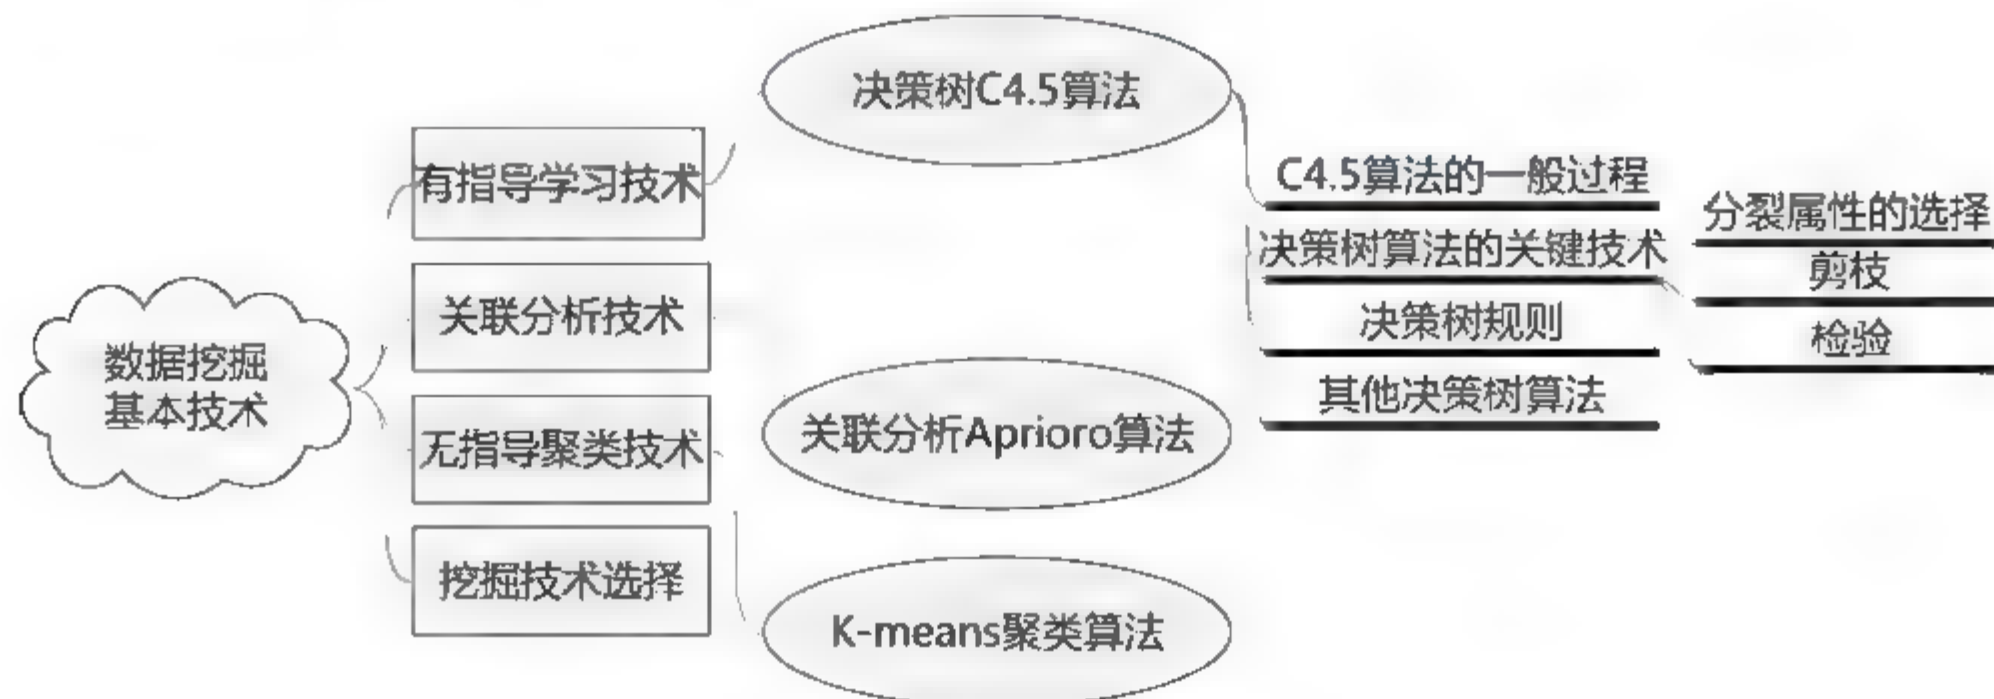 数据挖掘
基本技术
有指导学习技术
关联分析技术
无指导聚类技术
挖掘技术选择
决策树C4.5算法
关联分析Aprioro算法
K-means聚类算法
C4.5算法的一般过程
决策树算法的关键技术
决策树规则
其他决策树算法
分裂属性的选择
剪枝
检验